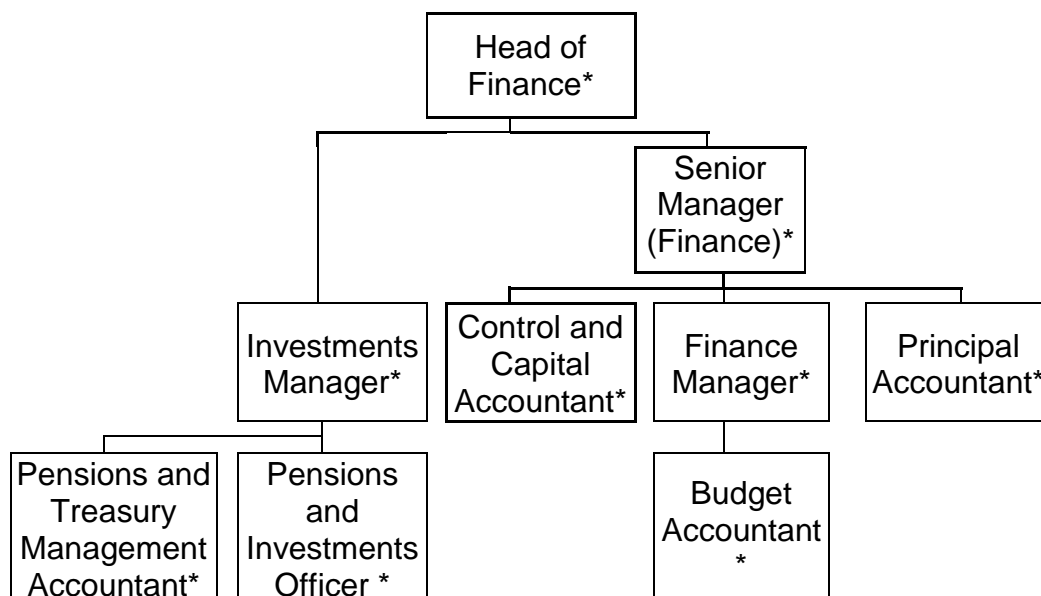 Head of
Finance*
Senior
Manager
(Finance)*
Investments
Manager*
Control and
Capital
Accountant*
Finance
Manager*
Principal
Accountant*
Pensions and
Treasury
Management
Accountant*
Pensions
and
Investments
Officer *
Budget
Accountant
*